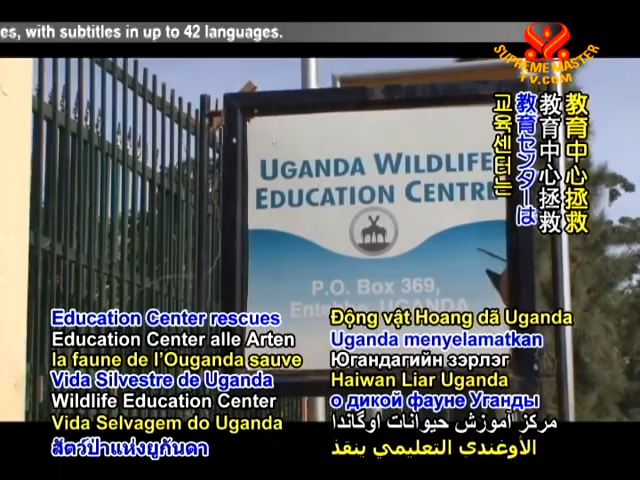 es, with subtitles in up to 42 languages.
SUPREME MASTER
TV.COM
教育中心拯救
教育中心拯救
教育センターは
교육센터는
UGANDA WILDLIFE
EDUCATION CENTRE
P.O. Box 369,
Entebbe, UGANDA
Education Center rescues
Education Center alle Arten
la faune de l'Ouganda sauve
Vida Silvestre de Uganda
Wildlife Education Center
Vida Selvagem do Uganda
สัตว์ป่าแห่งยูกันดา
Động vật Hoang dã Uganda
Uganda menyelamatkan
Югандагийн зэрлэг
Haiwan Liar Uganda
о дикой фауне Уганды
مرکز آموزش حیوانات اوگاندا
الأوغندي التعليمي ينقذ